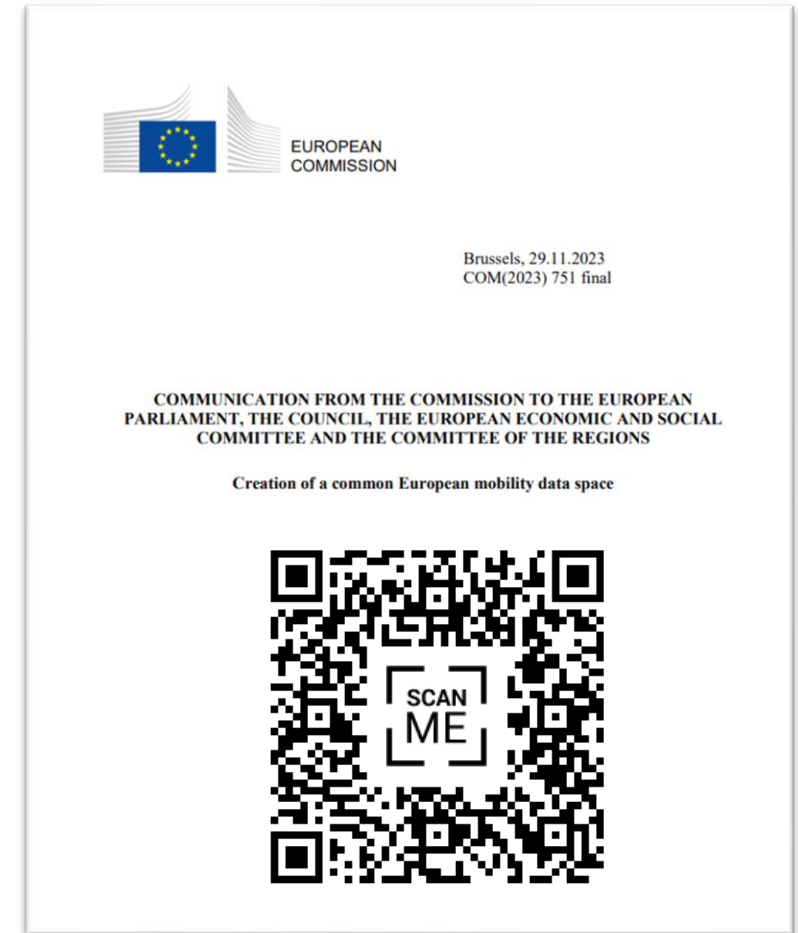 EUROPEAN
COMMISSION
Brussels, 29.11.2023
COM(2023) 751 final
COMMUNICATION FROM THE COMMISSION TO THE EUROPEAN
PARLIAMENT, THE COUNCIL, THE EUROPEAN ECONOMIC AND SOCIAL
COMMITTEE AND THE COMMITTEE OF THE REGIONS
Creation of a common European mobility data space
SCAN
ME